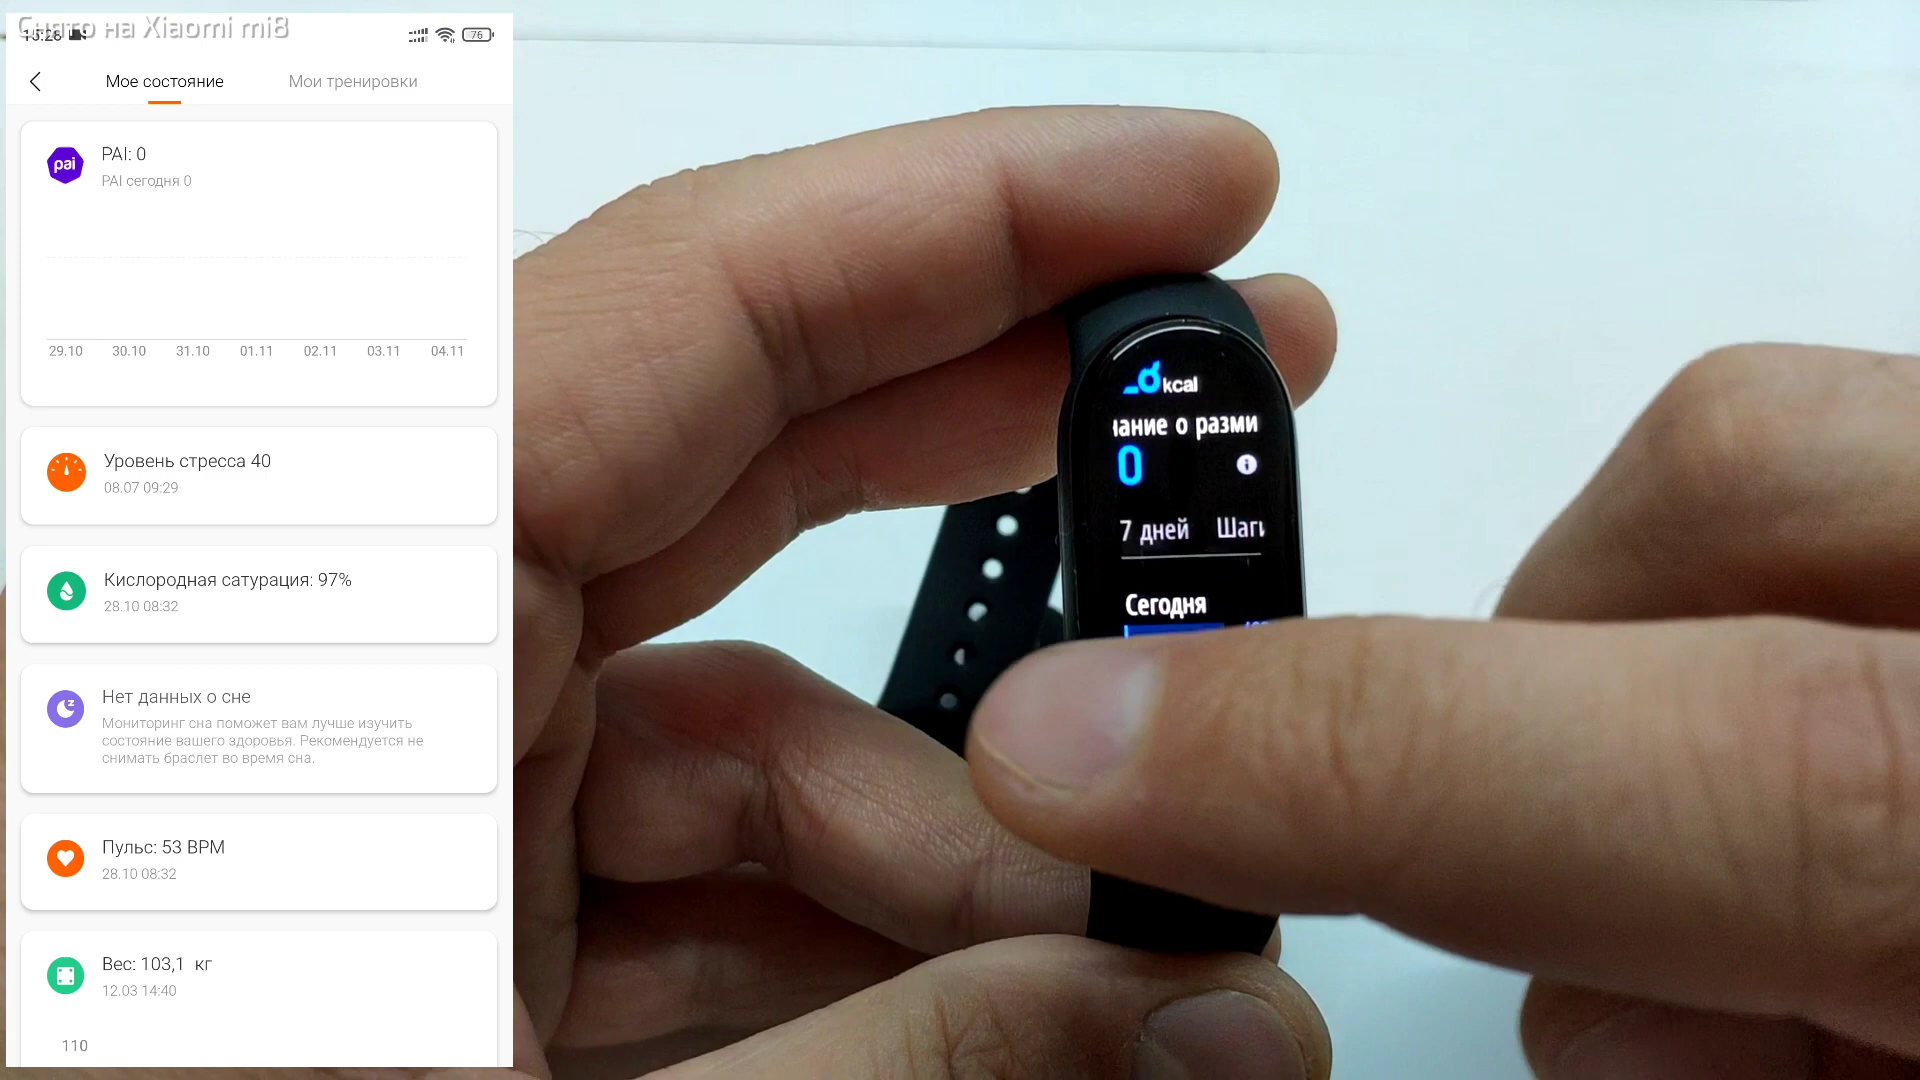 Снято на Xiaomi mi8
15:28
76
Мое состояние
Мои тренировки
pai
PAI: 0
PAI сегодня 0
29.10 30.10 31.10 01.11 02.11 03.11 04.11
Уровень стресса 40
08.07 09:29
Кислородная сатурация: 97%
28.10 08:32
Нет данных о сне
Мониторинг сна поможет вам лучше изучить
состояние вашего здоровья. Рекомендуется не
снимать браслет во время сна.
Пульс: 53 BPM
28.10 08:32
Вес: 103,1 кг
12.03 14:40
110
kcal
ание о разми
0
7 дней Шаги
Сегодня